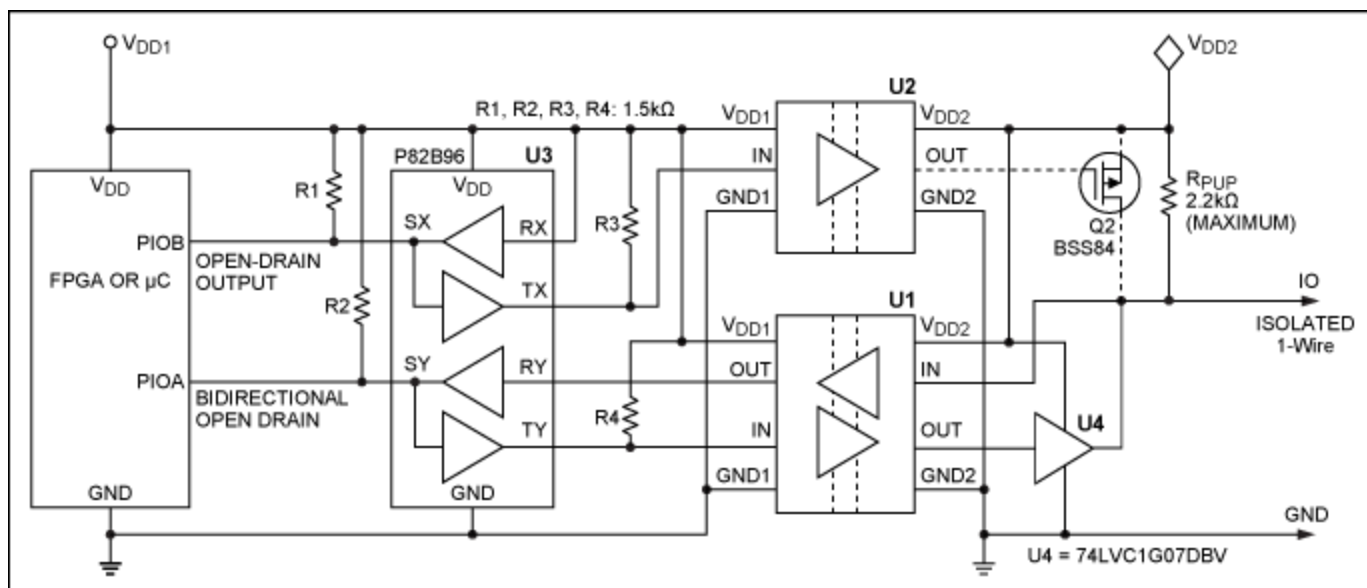 VDD1
VDD2
U2
R1, R2, R3, R4: 1.5kΩ
VDD1
VDD2
P82B96
U3
VDD
VDD
IN
OUT
R1
R3
GND1
GND2
RPUP
2.2kΩ
(MAXIMUM)
Q2
BSS84
SX
RX
PIOB
OPEN-DRAIN
OUTPUT
FPGA OR µC
TX
R2
U1
IO
ISOLATED
1-Wire
VDD1
VDD2
SY
RY
OUT
IN
PIOA
BIDIRECTIONAL
OPEN DRAIN
R4
TY
IN
OUT
U4
GND1
GND2
GND
GND
GND
U4 = 74LVC1G07DBV